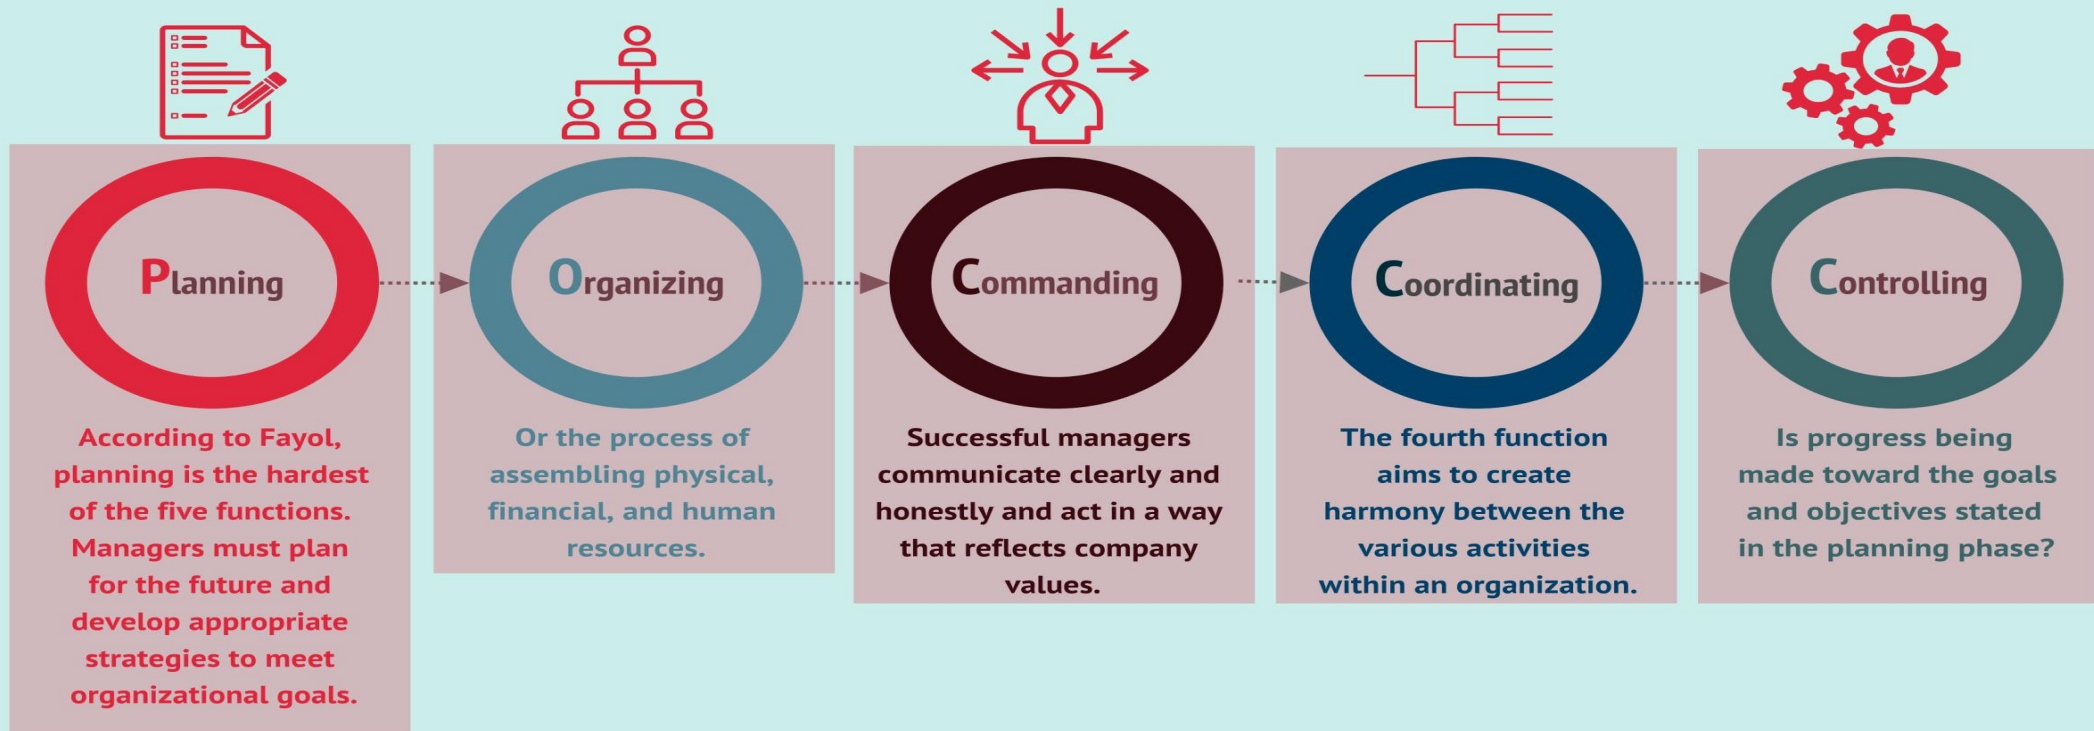 Planning
According to Fayol,
planning is the hardest
of the five functions.
Managers must plan
for the future and
develop appropriate
strategies to meet
organizational goals.
Organizing
Or the process of
assembling physical,
financial, and human
resources.
Commanding
Successful managers
communicate clearly and
honestly and act in a way
that reflects company
values.
Coordinating
The fourth function
aims to create
harmony between the
various activities
within an organization.
Controlling
Is progress being
made toward the goals
and objectives stated
in the planning phase?